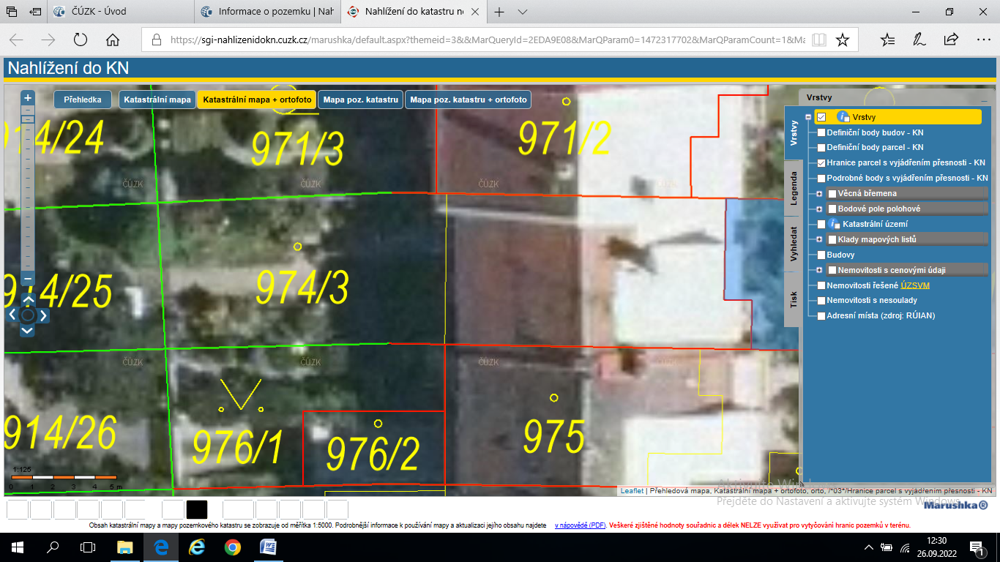 ČÚZK - Úvod
Informace o pozemku | Nah
Nahlížení do katastru ne
https://sgi-nahlizenidokn.cuzk.cz/marushka/default.aspx?themeid=3&&MarQueryId=2EDA9E08&MarQParam0=1472317702&MarQParamCount=1&Ma
Nahlížení do KN
Přehledka
Katastrální mapa
Katastrální mapa + ortofoto
Mapa poz. katastru
Mapa poz. katastru + ortofoto
Vrstvy
Vrstvy
Legenda
Vyhledat
Tisk
Vrstvy
Definiční body budov - KN
Definiční body parcel - KN
Hranice parcel s vyjádřením přesnosti - KN
Podrobné body s vyjádřením přesnosti - KN
Věcná břemena
Bodové pole polohové
Katastrální území
Klady mapových listů
Budovy
Nemovitosti s cenovými údaji
Nemovitosti řešené ÚZSVM
Nemovitosti s nesoulady
Adresní místa (zdroj: RÚIAN)
914/24
971/3
971/2
ČÚZK ČÚZK ČÚZK
914/25
974/3
ČÚZK ČÚZK ČÚZK ČÚZK
914/26
976/1
976/2
975
1:125
0 1 2 3 4 5 m
Aktivujte Windows
Leaflet | Přehledová mapa, Katastrální mapa + ortofoto, orto, /*03*/Hranice parcel s vyjádřením přesnosti - KN
Přejděte do Nastavení a aktivujte systém Windows.
Marushka®
Obsah katastrální mapy a mapy pozemkového katastru se zobrazuje od měřítka 1:5000. Podrobnější informace k používání mapy a aktualizaci jejího obsahu najdete v nápovědě (PDF). Veškeré zjištěné hodnoty souřadnic a délek NELZE využívat pro vytyčování hranic pozemků v terénu.
12:30
26.09.2022
1